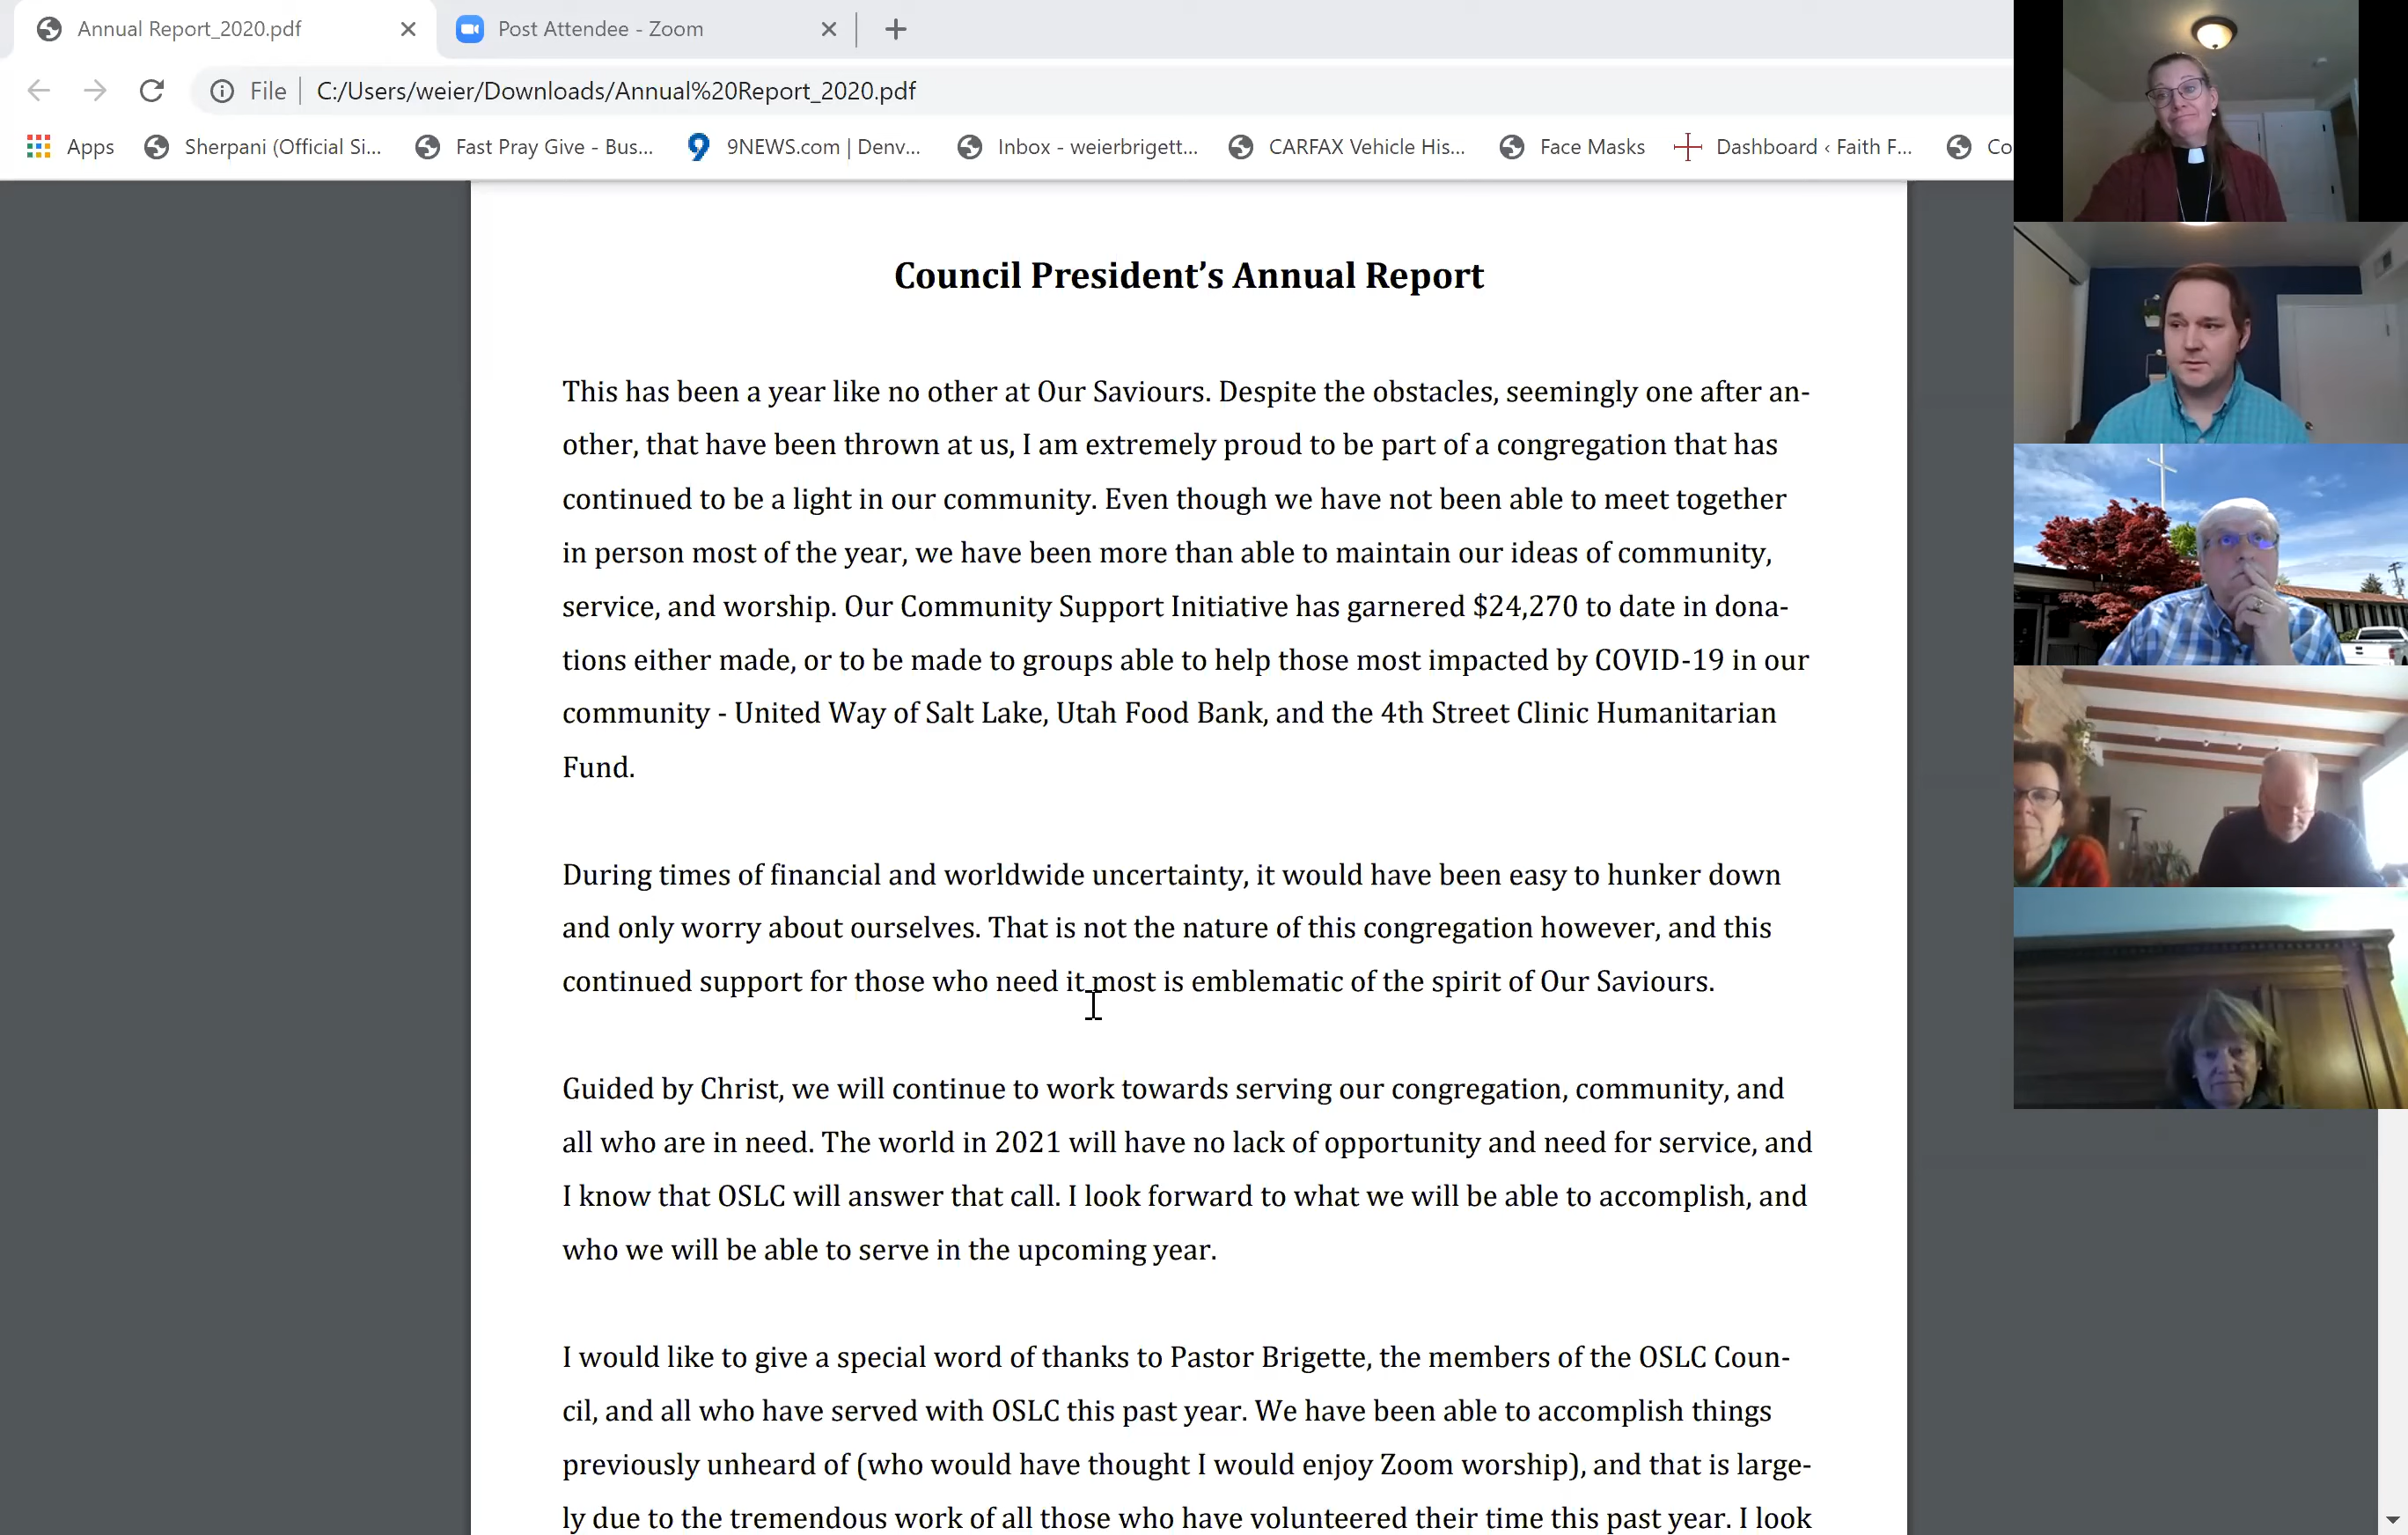 Annual Report_2020.pdf
Post Attendee - Zoom
File
C:/Users/weier/Downloads/Annual%20Report_2020.pdf
Apps
Sherpani (Official Si...
Fast Pray Give - Bus...
9NEWS.com | Denv...
Inbox - weierbrigett...
CARFAX Vehicle His...
Face Masks
Dashboard ‹ Faith F...
Co
Council President’s Annual Report
This has been a year like no other at Our Saviours. Despite the obstacles, seemingly one after an-
other, that have been thrown at us, I am extremely proud to be part of a congregation that has
continued to be a light in our community. Even though we have not been able to meet together
in person most of the year, we have been more than able to maintain our ideas of community,
service, and worship. Our Community Support Initiative has garnered $24,270 to date in dona-
tions either made, or to be made to groups able to help those most impacted by COVID-19 in our
community - United Way of Salt Lake, Utah Food Bank, and the 4th Street Clinic Humanitarian
Fund.
During times of financial and worldwide uncertainty, it would have been easy to hunker down
and only worry about ourselves. That is not the nature of this congregation however, and this
continued support for those who need it most is emblematic of the spirit of Our Saviours.
Guided by Christ, we will continue to work towards serving our congregation, community, and
all who are in need. The world in 2021 will have no lack of opportunity and need for service, and
I know that OSLC will answer that call. I look forward to what we will be able to accomplish, and
who we will be able to serve in the upcoming year.
I would like to give a special word of thanks to Pastor Brigette, the members of the OSLC Coun-
cil, and all who have served with OSLC this past year. We have been able to accomplish things
previously unheard of (who would have thought I would enjoy Zoom worship), and that is large-
ly due to the tremendous work of all those who have volunteered their time this past year. I look